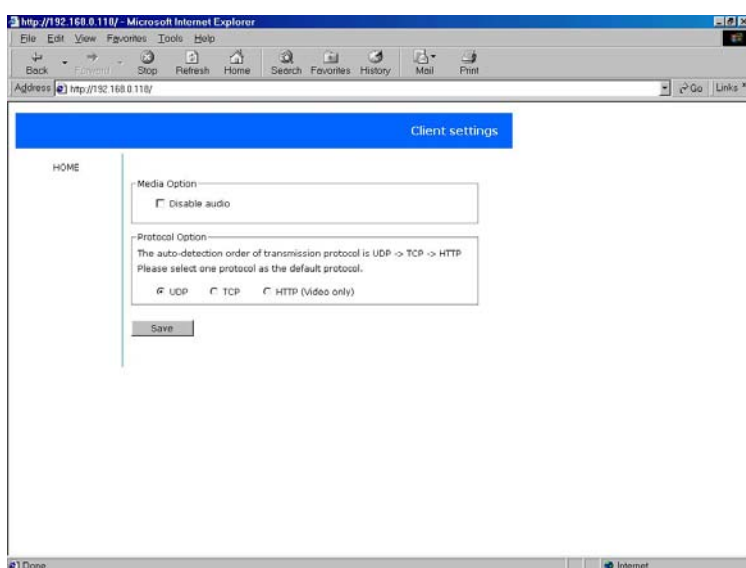 http://192.168.0.118/ - Microsoft Internet Explorer
File Edit View Favorites Tools Help
Back Forward Stop Refresh Home Search Favorites History Mail Print
Address http://192.168.0.118/ Go Links »
Client settings
HOME
Media Option
Disable audio
Protocol Option
The auto-detection order of transmission protocol is UDP -> TCP -> HTTP
Please select one protocol as the default protocol.
UDP TCP HTTP (Video only)
Save
Done Internet